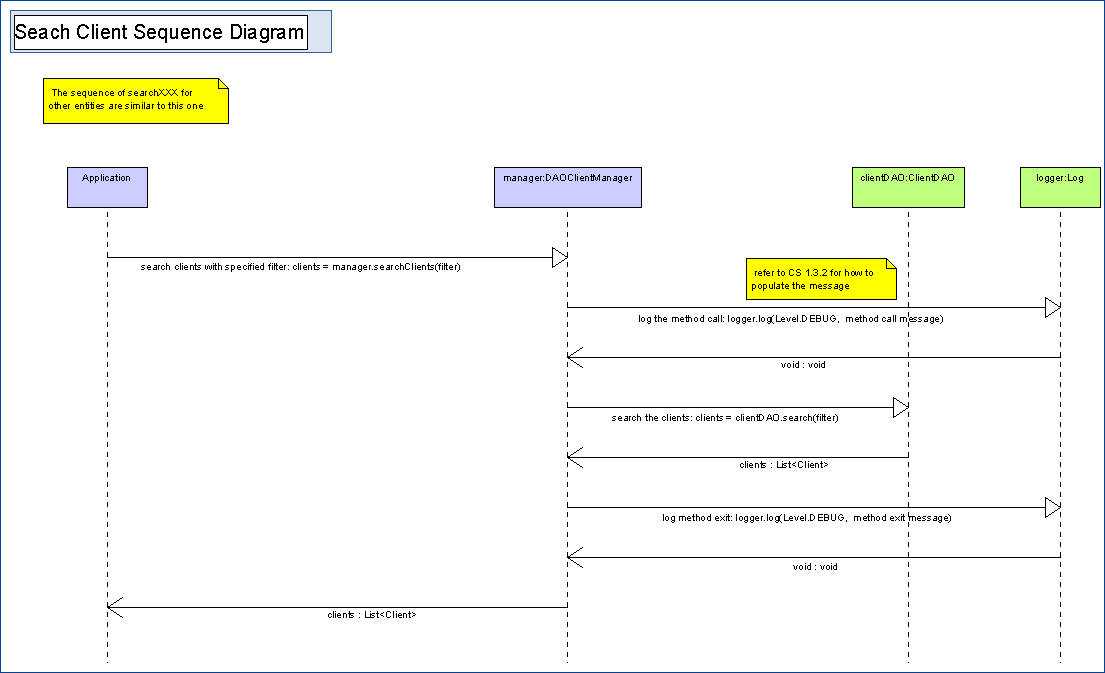 Seach Client Sequence Diagram
The sequence of searchXXX for
other entities are similar to this one
Application
manager:DAOClientManager
clientDAO:ClientDAO
logger:Log
search clients with specified filter: clients = manager.searchClients(filter)
refer to CS 1.3.2 for how to
populate the message
log the method call: logger.log(Level.DEBUG, method call message)
void : void
search the clients: clients = clientDAO.search(filter)
clients : List<Client>
log method exit: logger.log(Level.DEBUG, method exit message)
void : void
clients : List<Client>